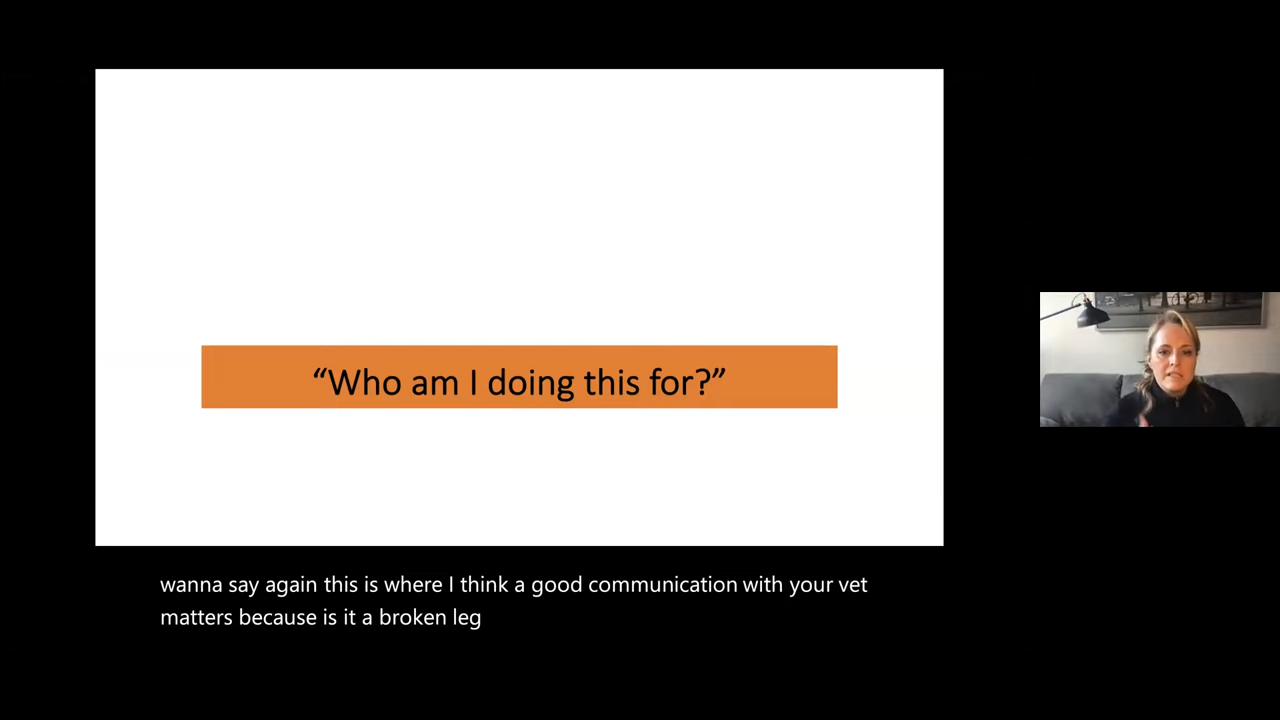 “Who am I doing this for?”
wanna say again this is where I think a good communication with your vet
matters because is it a broken leg